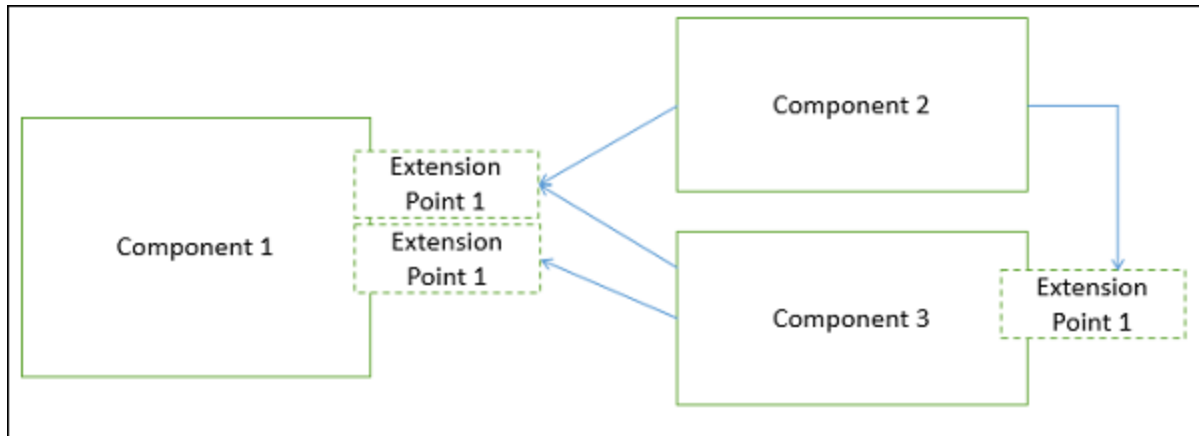 Component 1
Extension
Point 1
Extension
Point 1
Component 2
Component 3
Extension
Point 1